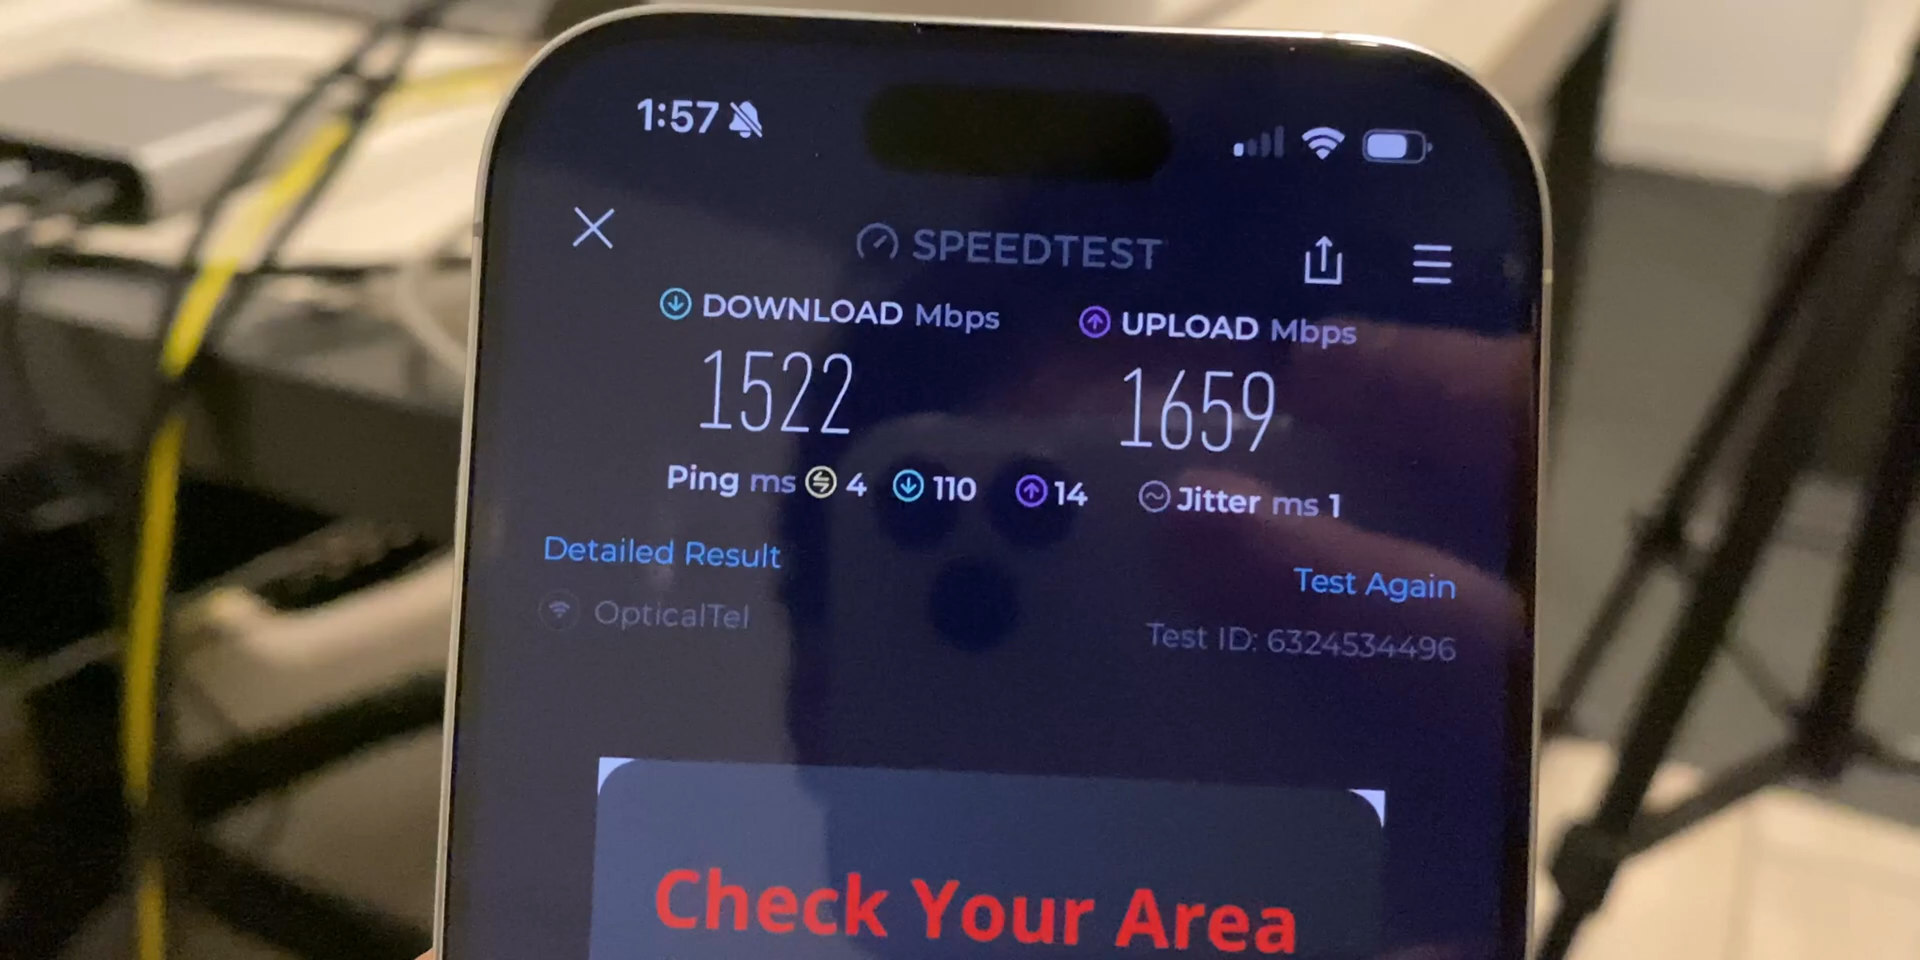 1:57
SPEEDTEST
DOWNLOAD Mbps UPLOAD Mbps
1522 1659
Ping ms 4 110 14 Jitter ms 1
Detailed Result Test Again
OpticalTel Test ID: 6324534496
Check Your Area